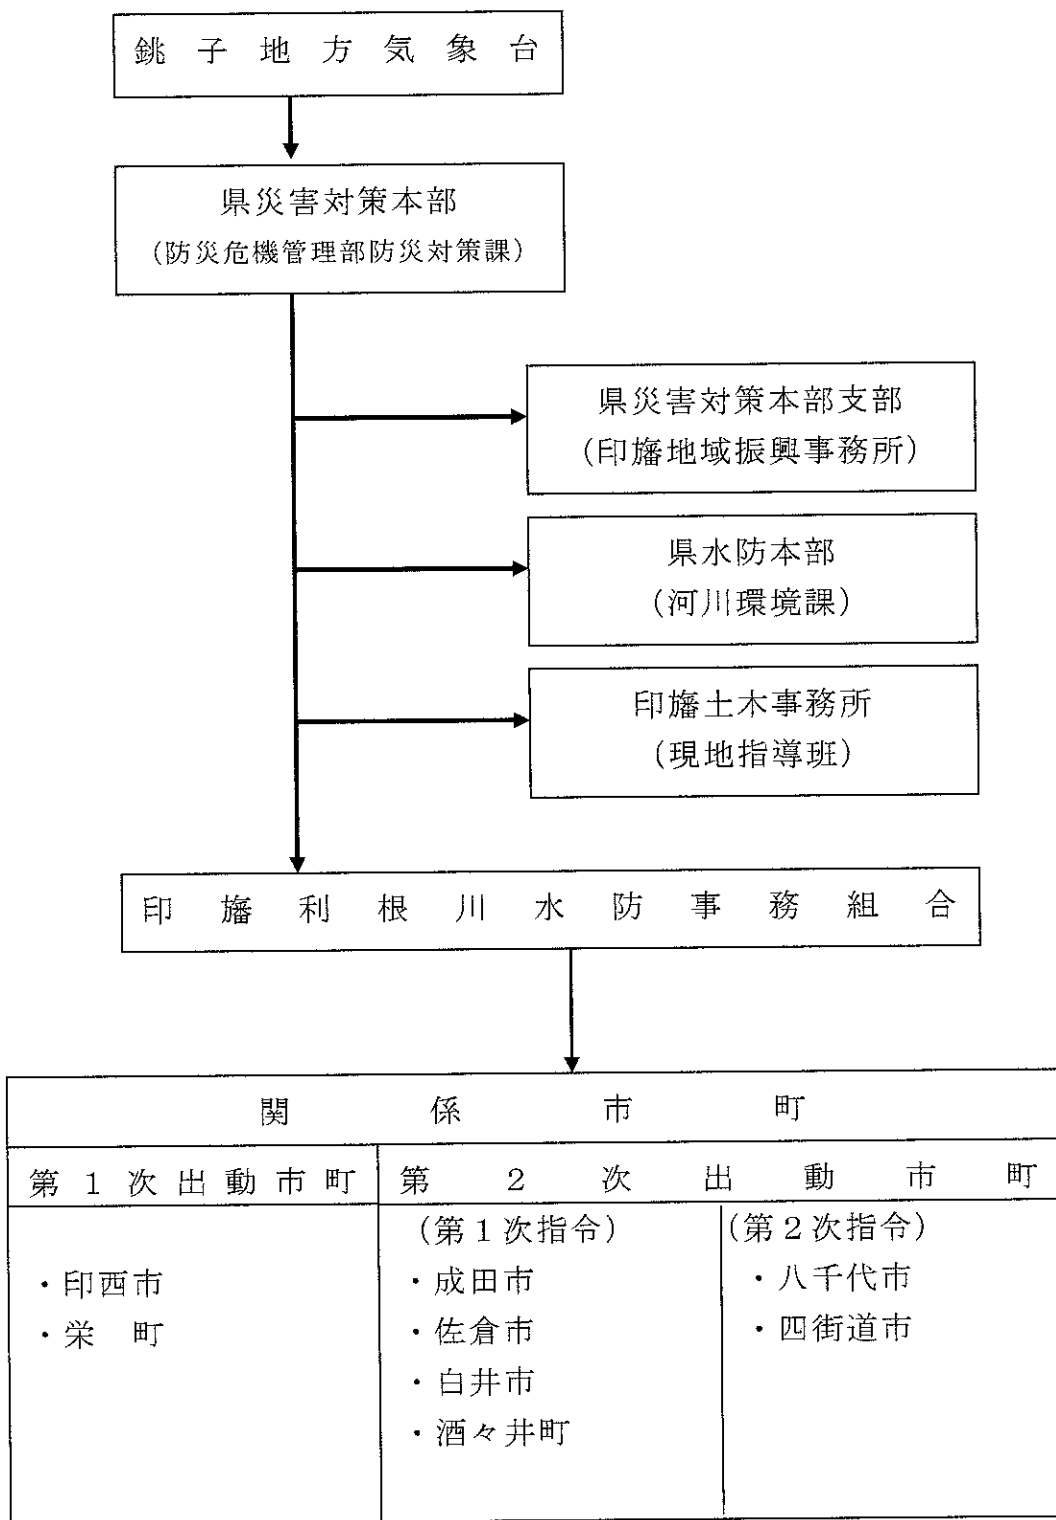 銚子地方気象台
県災害対策本部
(防災危機管理部防災対策課)
県災害対策本部支部
(印旛地域振興事務所)
県水防本部
(河川環境課)
印旛土木事務所
(現地指導班)
印旛利根川水防事務組合
関係市町
第1次出動市町
第2次出動市町
(第1次指令)
(第2次指令)
・印西市
・栄　町
・成田市
・佐倉市
・白井市
・酒々井町
・八千代市
・四街道市